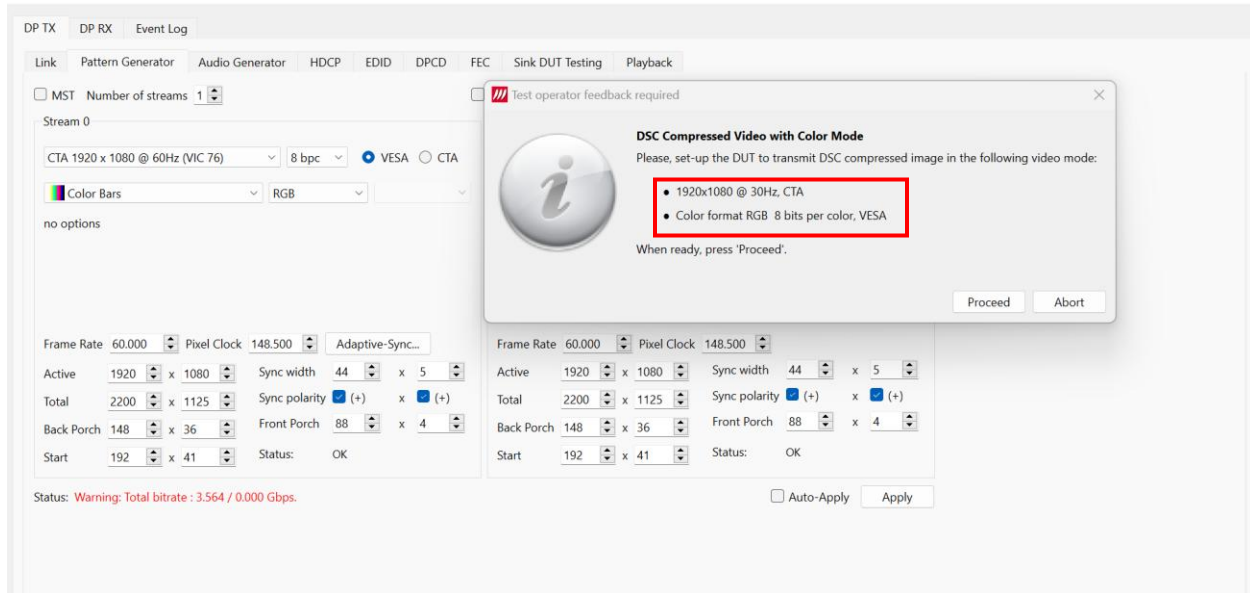 DP TX DP RX Event Log
Link Pattern Generator Audio Generator HDCP EDID DPCD FEC Sink DUT Testing Playback
MST Number of streams 1
Stream 0
CTA 1920 x 1080 @ 60Hz (VIC 76) 8 bpc VESA CTA
Color Bars RGB
no options
Frame Rate 60.000 Pixel Clock 148.500 Adaptive-Sync...
Active 1920 x 1080 Sync width 44 x 5
Total 2200 x 1125 Sync polarity (+) x (+)
Back Porch 148 x 36 Front Porch 88 x 4
Start 192 x 41 Status: OK
Test operator feedback required
DSC Compressed Video with Color Mode
Please, set-up the DUT to transmit DSC compressed image in the following video mode:
● 1920x1080 @ 30Hz, CTA
● Color format RGB 8 bits per color, VESA
When ready, press 'Proceed'.
Proceed Abort
Frame Rate 60.000 Pixel Clock 148.500
Active 1920 x 1080 Sync width 44 x 5
Total 2200 x 1125 Sync polarity (+) x (+)
Back Porch 148 x 36 Front Porch 88 x 4
Start 192 x 41 Status: OK
Status: Warning: Total bitrate : 3.564 / 0.000 Gbps.
Auto-Apply Apply